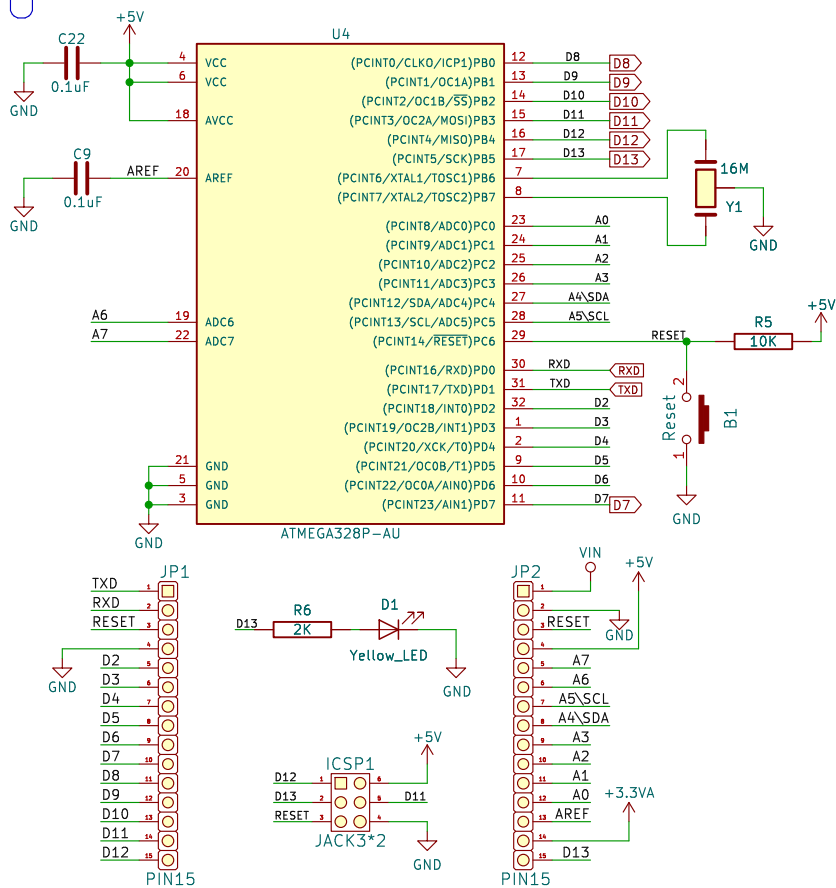 +5V
U4
C22
0.1uF
GND
4 VCC
6 VCC
18 AVCC
C9
0.1uF
GND
AREF 20 AREF
A6 19 ADC6
A7 22 ADC7
21 GND
5 GND
3 GND
GND
(PCINT0/CLKO/ICP1)PB0 12 D8 D8
(PCINT1/OC1A)PB1 13 D9 D9
(PCINT2/OC1B/SS)PB2 14 D10 D10
(PCINT3/OC2A/MOSI)PB3 15 D11 D11
(PCINT4/MISO)PB4 16 D12 D12
(PCINT5/SCK)PB5 17 D13 D13
(PCINT6/XTAL1/TOSC1)PB6 7
(PCINT7/XTAL2/TOSC2)PB7 8
(PCINT8/ADC0)PC0 23 A0
(PCINT9/ADC1)PC1 24 A1
(PCINT10/ADC2)PC2 25 A2
(PCINT11/ADC3)PC3 26 A3
(PCINT12/SDA/ADC4)PC4 27 A4\SDA
(PCINT13/SCL/ADC5)PC5 28 A5\SCL
(PCINT14/RESET)PC6 29 RESET
(PCINT16/RXD)PD0 30 RXD RXD
(PCINT17/TXD)PD1 31 TXD TXD
(PCINT18/INT0)PD2 32 D2
(PCINT19/OC2B/INT1)PD3 1 D3
(PCINT20/XCK/T0)PD4 2 D4
(PCINT21/OC0B/T1)PD5 9 D5
(PCINT22/OC0A/AIN0)PD6 10 D6
(PCINT23/AIN1)PD7 11 D7 D7
ATMEGA328P-AU
16M
Y1
GND
+5V
R5
10K
2
Reset
B1
1
GND
JP1
TXD 1
RXD 2
RESET 3
4
GND
D2 5
D3 6
D4 7
D5 8
D6 9
D7 10
D8 11
D9 12
D10 13
D11 14
D12 15
PIN15
D13
R6
2K
D1
Yellow_LED
GND
+5V
ICSP1
D12 1 6
D13 2 5 D11
RESET 3 4
JACK3*2
GND
VIN
+5V
JP2
1
2
GND
3 RESET
4
5 A7
6 A6
7 A5\SCL
8 A4\SDA
9 A3
10 A2
11 A1
12 A0
+3.3VA
13 AREF
14
15 D13
PIN15